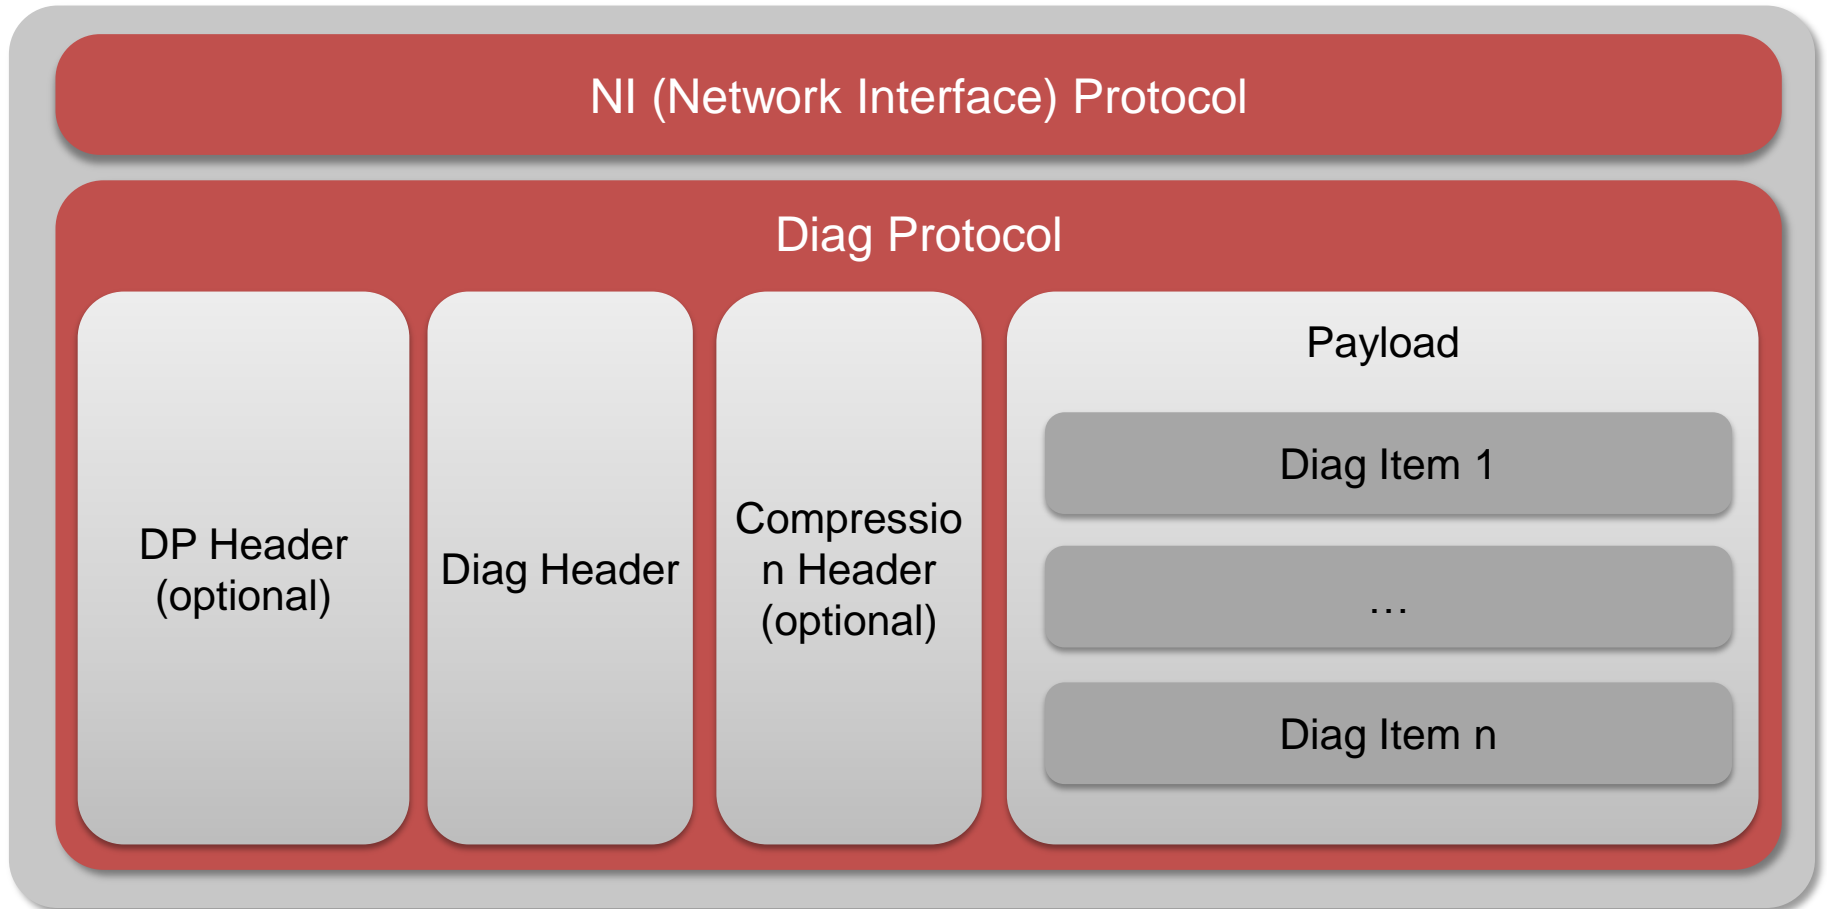 NI (Network Interface) Protocol
Diag Protocol
DP Header
(optional)
Diag Header
Compressio
n Header
(optional)
Payload
Diag Item 1
…
Diag Item n